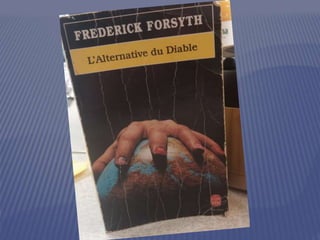 FREDERICK FORSYTH
L'Alternative du Diable